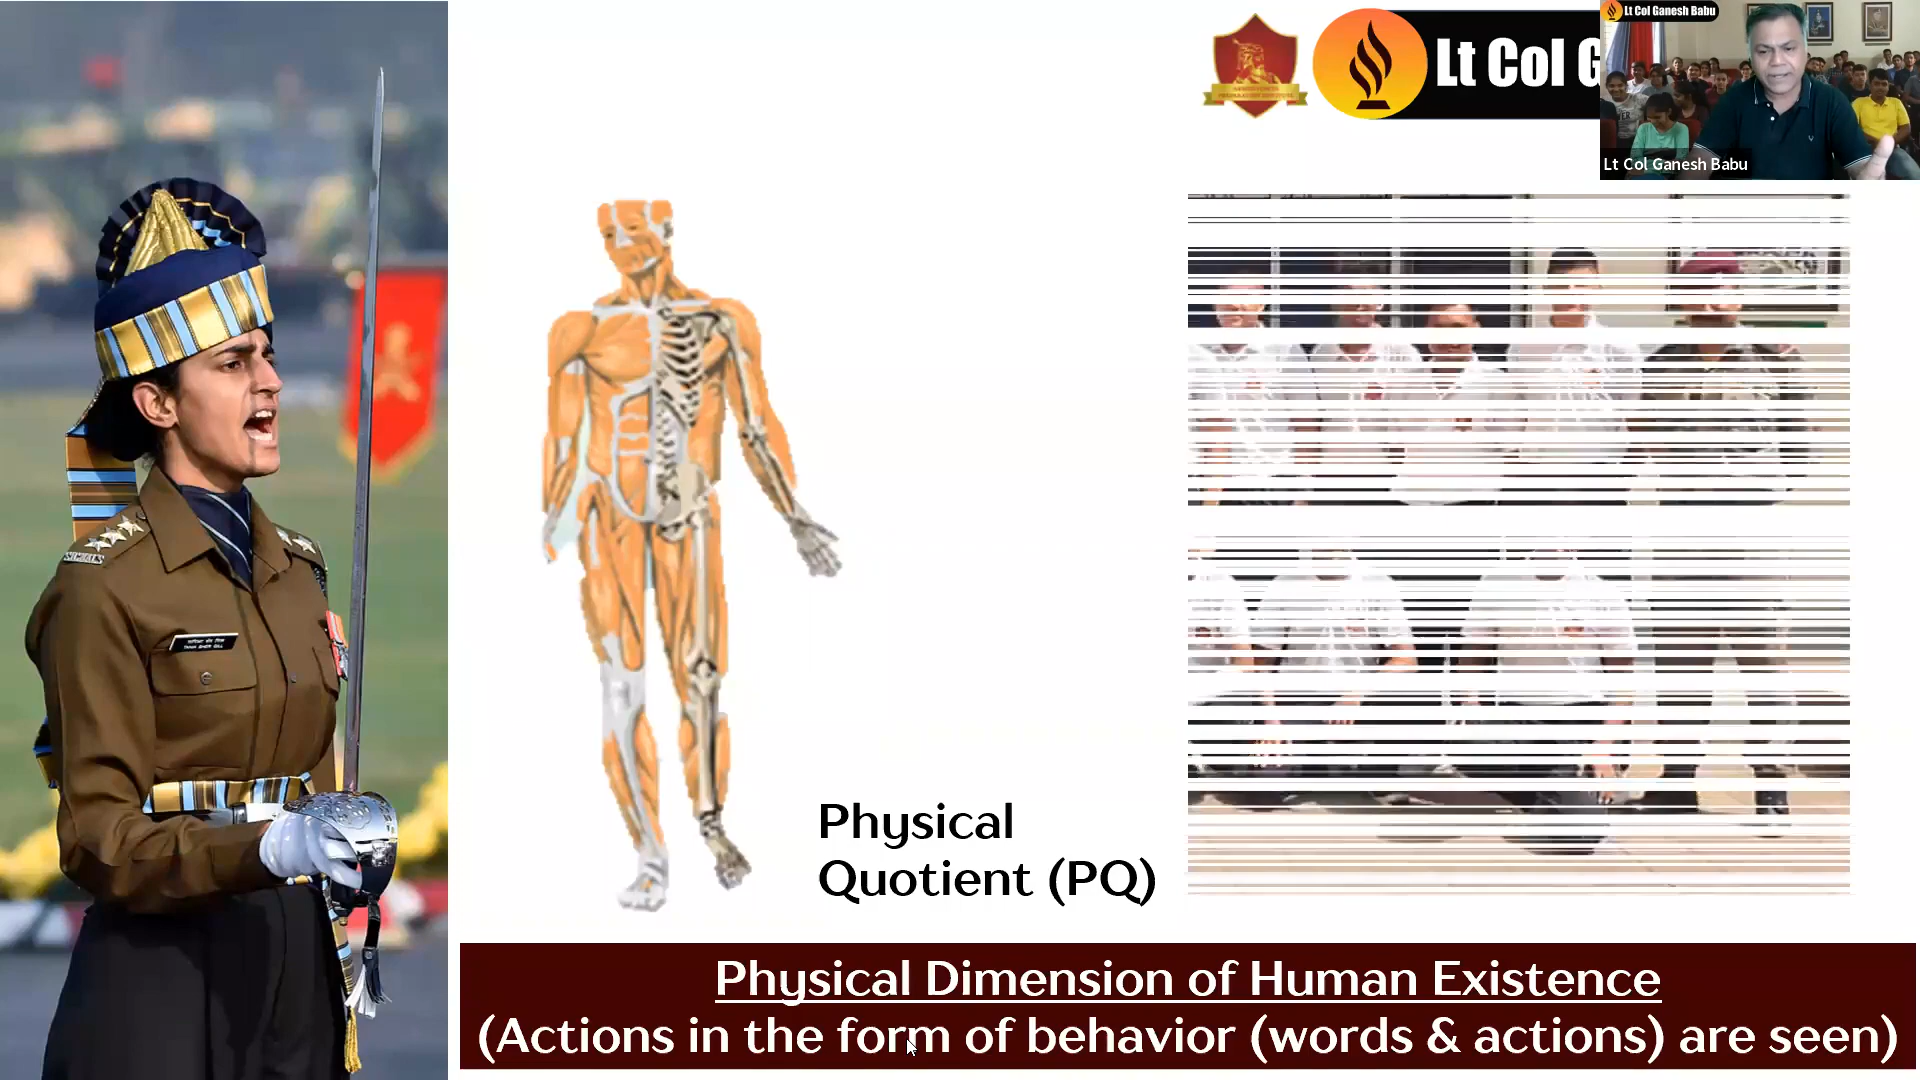 Lt Col G
Lt Col Ganesh Babu
Lt Col Ganesh Babu
SIGNALS
Physical
Quotient (PQ)
Physical Dimension of Human Existence
(Actions in the form of behavior (words & actions) are seen)